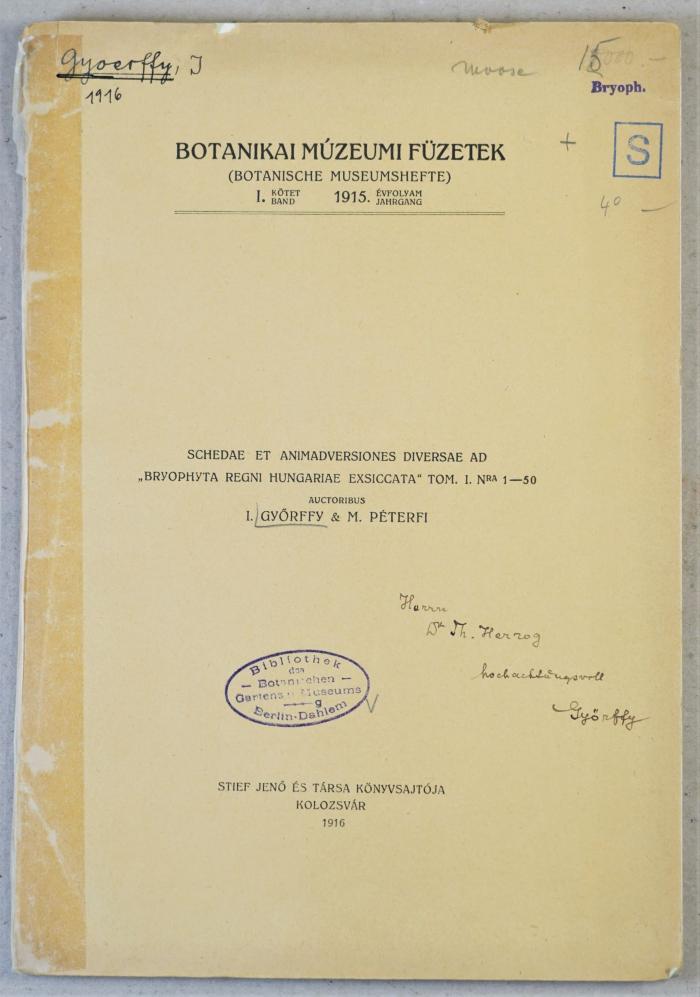 Gyoerffy, I
1916
Moose
15
Bryoph.
+
S
40 —
BOTANIKAI MÚZEUMI FÜZETEK
(BOTANISCHE MUSEUMSHEFTE)
I. KÖTET BAND 1915. ÉVFOLYAM JAHRGANG
SCHEDAE ET ANIMADVERSIONES DIVERSAE AD
„BRYOPHYTA REGNI HUNGARIAE EXSICCATA“ TOM. I. NRA 1—50
AUCTORIBUS
I. GYŐRFFY & M. PÉTERFI
Herrn
Dr Th. Herzog
hochachtungsvoll
Győrffy
Bibliothek
des
— Botanischen —
Gartens u. Museums
g
Berlin-Dahlem
STIEF JENŐ ÉS TÁRSA KÖNYVSAJTÓJA
KOLOZSVÁR
1916